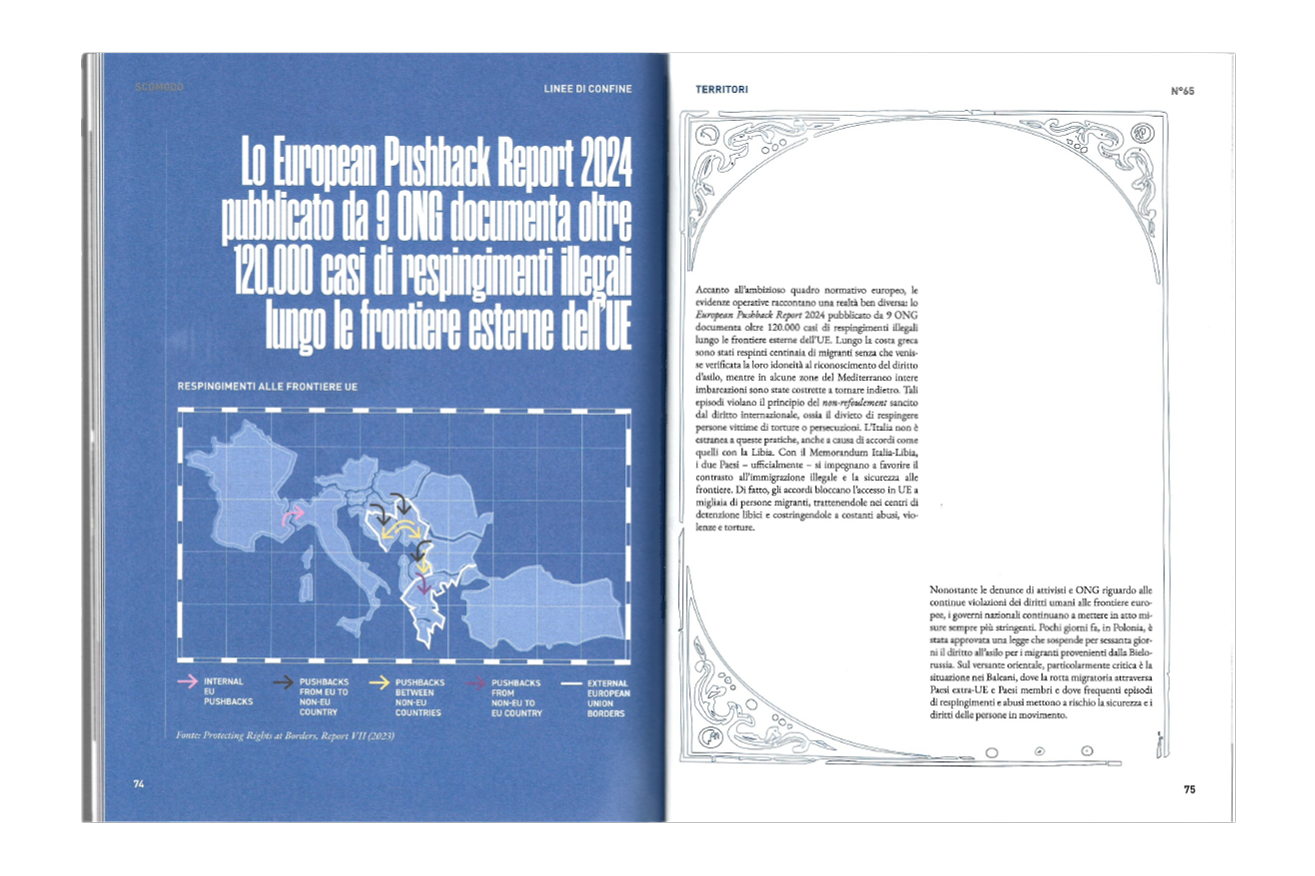 SCOMODO
LINEE DI CONFINE
Lo European Pushback Report 2024
pubblicato da 9 ONG documenta oltre
120.000 casi di respingimenti illegali
lungo le frontiere esterne dell'UE
RESPINGIMENTI ALLE FRONTIERE UE
INTERNAL
EU
PUSHBACKS
PUSHBACKS
FROM EU TO
NON-EU
COUNTRY
PUSHBACKS
BETWEEN
NON-EU
COUNTRIES
PUSHBACKS
FROM
NON-EU TO
EU COUNTRY
EXTERNAL
EUROPEAN
UNION
BORDERS
Fonte: Protecting Rights at Borders, Report VII (2023)
74
TERRITORI
N°65
Accanto all'ambizioso quadro normativo europeo, le
evidenze operative raccontano una realtà ben diversa: lo
European Pushback Report 2024 pubblicato da 9 ONG
documenta oltre 120.000 casi di respingimenti illegali
lungo le frontiere esterne dell'UE. Lungo la costa greca
sono stati respinti centinaia di migranti senza che venis-
se verificata la loro idoneità al riconoscimento del diritto
d'asilo, mentre in alcune zone del Mediterraneo intere
imbarcazioni sono state costrette a tornare indietro. Tali
episodi violano il principio del non-refoulement sancito
dal diritto internazionale, ossia il divieto di respingere
persone vittime di torture o persecuzioni. L'Italia non è
estranea a queste pratiche, anche a causa di accordi come
quelli con la Libia. Con il Memorandum Italia-Libia,
i due Paesi – ufficialmente – si impegnano a favorire il
contrasto all'immigrazione illegale e la sicurezza alle
frontiere. Di fatto, gli accordi bloccano l'accesso in UE a
migliaia di persone migranti, trattenendole nei centri di
detenzione libici e costringendole a costanti abusi, vio-
lenze e torture.
Nonostante le denunce di attivisti e ONG riguardo alle
continue violazioni dei diritti umani alle frontiere euro-
pee, i governi nazionali continuano a mettere in atto mi-
sure sempre più stringenti. Pochi giorni fa, in Polonia, è
stata approvata una legge che sospende per sessanta gior-
ni il diritto all'asilo per i migranti provenienti dalla Bielo-
russia. Sul versante orientale, particolarmente critica è la
situazione nei Balcani, dove la rotta migratoria attraversa
Paesi extra-UE e Paesi membri e dove frequenti episodi
di respingimenti e abusi mettono a rischio la sicurezza e i
diritti delle persone in movimento.
75